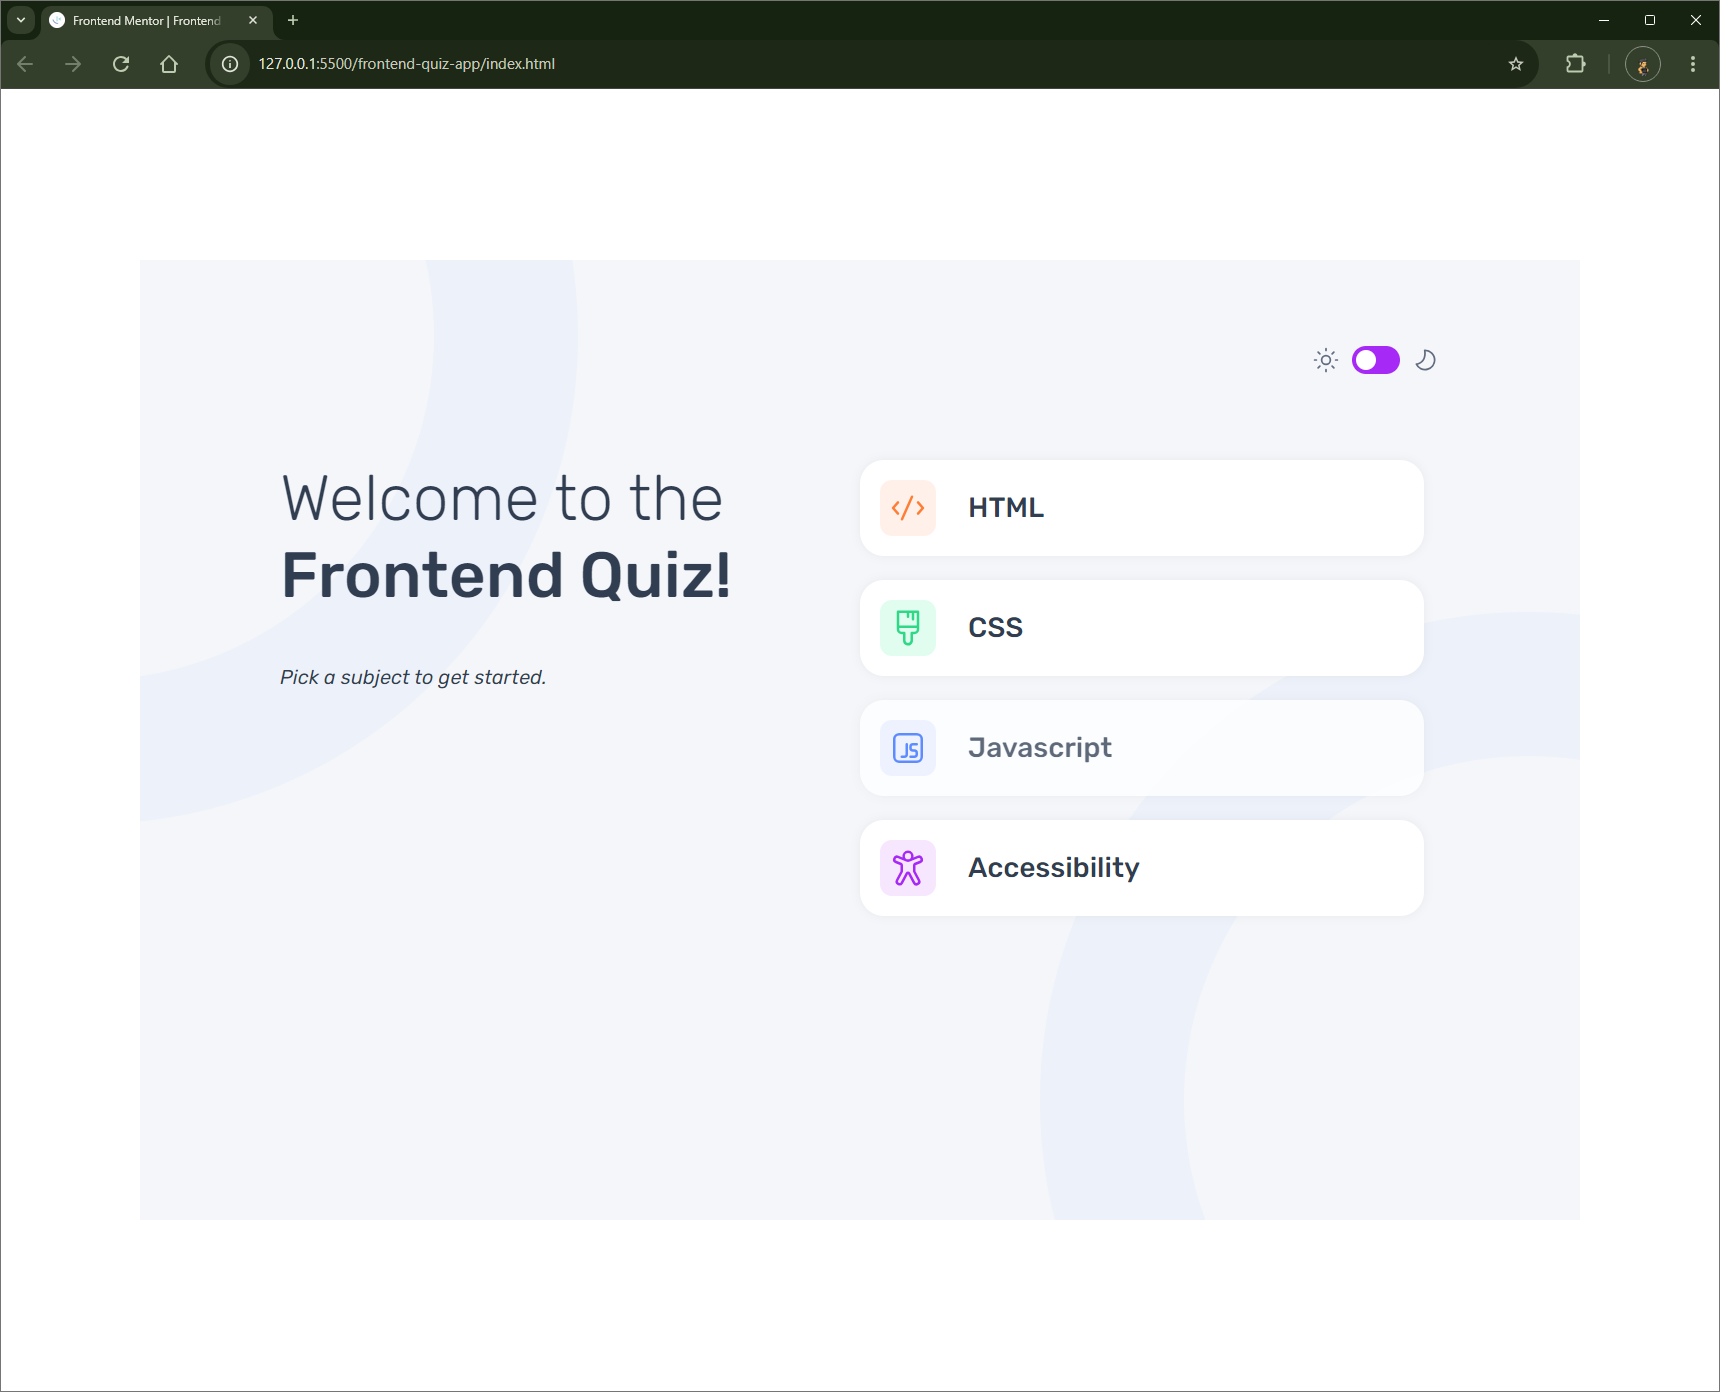 Frontend Mentor | Frontend
127.0.0.1:5500/frontend-quiz-app/index.html
Welcome to the
Frontend Quiz!
Pick a subject to get started.
HTML
CSS
JS
Javascript
Accessibility